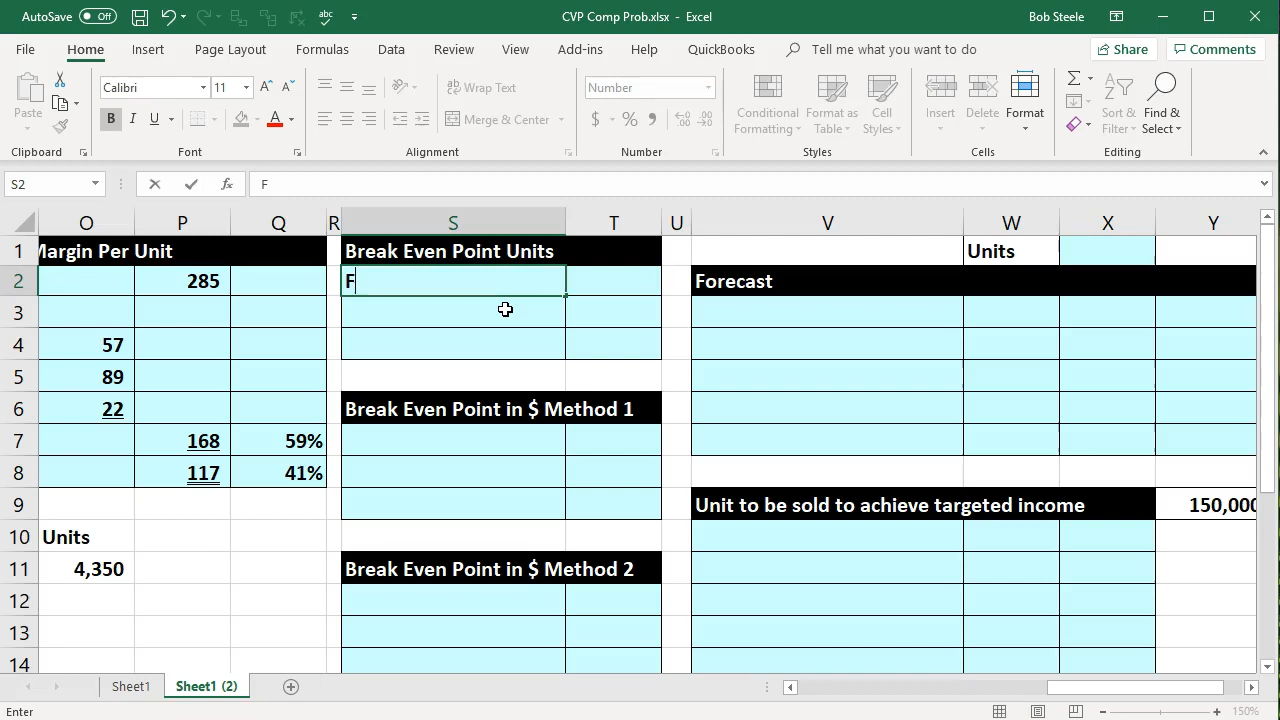 AutoSave Off abc CVP Comp Prob.xlsx - Excel Bob Steele
File Home Insert Page Layout Formulas Data Review View Add-ins Help QuickBooks Tell me what you want to do Share Comments
Paste Calibri 11 A A ab Wrap Text Number Conditional Formatting Format as Table Cell Styles Insert Delete Format Sort & Filter Find & Select
B I U A Merge & Center $ % ,
Clipboard Font Alignment Number Styles Cells Editing
S2 fx F
O P Q R S T U V W X Y
1 Margin Per Unit Break Even Point Units Units
2 285 F Forecast
3
4 57
5 89
6 22 Break Even Point in $ Method 1
7 168 59%
8 117 41%
9 Unit to be sold to achieve targeted income 150,000
10 Units
11 4,350 Break Even Point in $ Method 2
12
13
14
Sheet1 Sheet1 (2)
Enter 150%